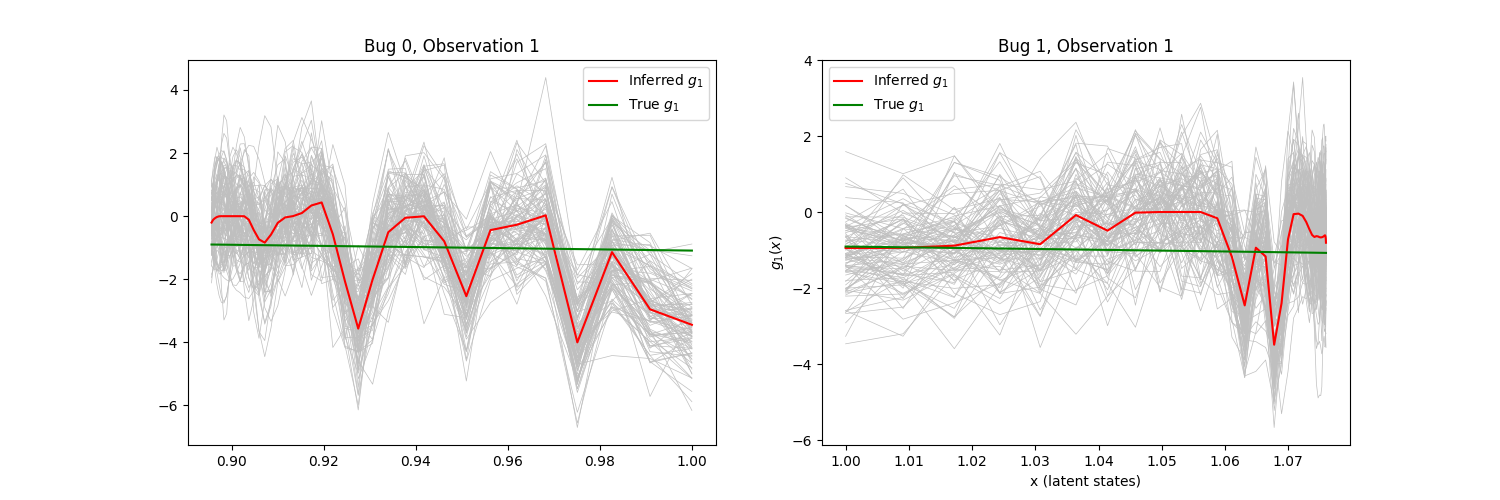 Bug 0, Observation 1
Inferred g₁
True g₁
4
2
0
−2
−4
−6
0.90 0.92 0.94 0.96 0.98 1.00
Bug 1, Observation 1
Inferred g₁
True g₁
g₁(x)
4
2
0
−2
−4
−6
1.00 1.01 1.02 1.03 1.04 1.05 1.06 1.07
x (latent states)